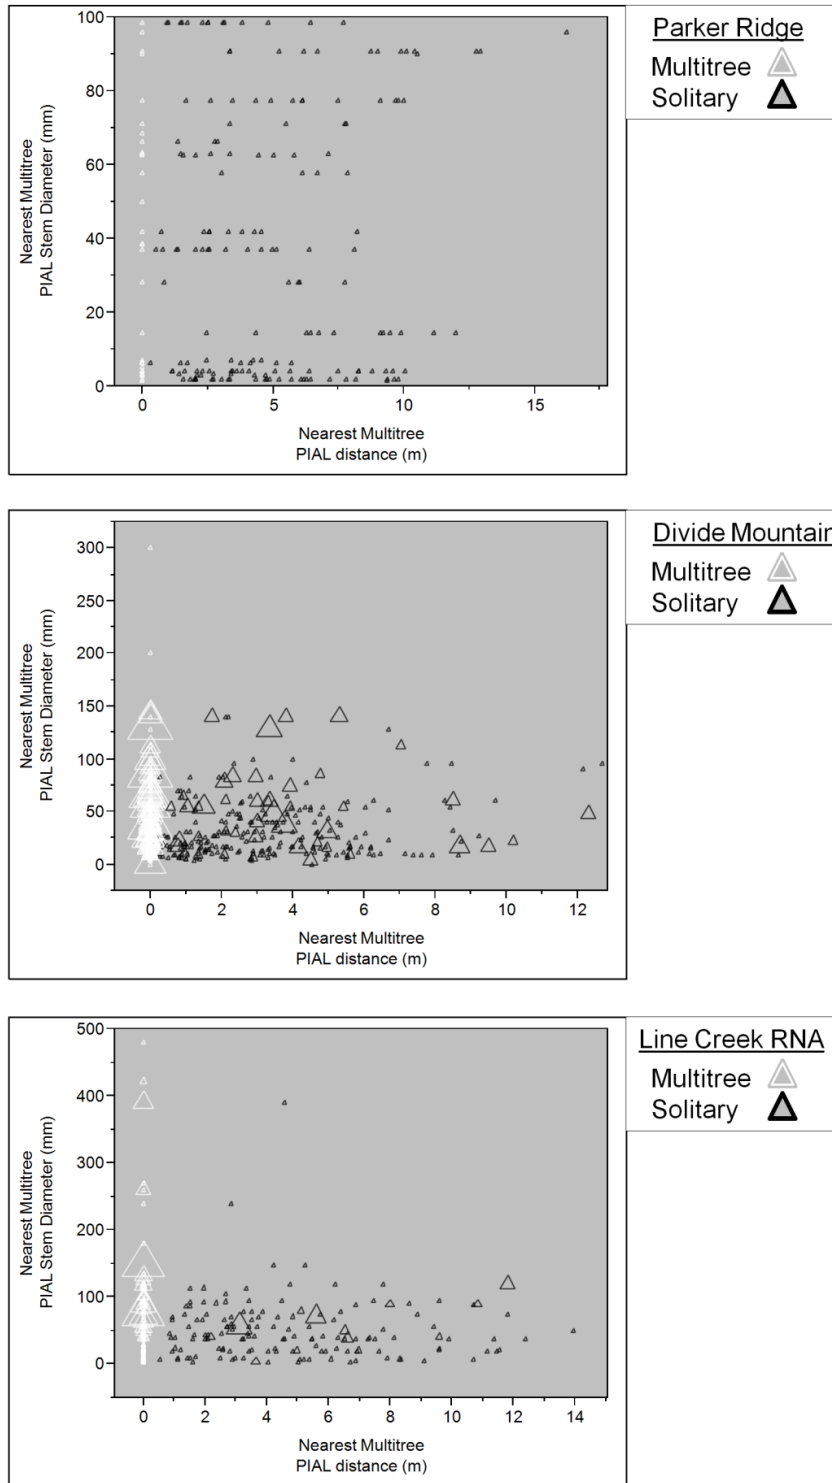 Parker Ridge
Multitree
Solitary
Nearest Multitree
PIAL Stem Diameter (mm)
100
80
60
40
20
0
0 5 10 15
Nearest Multitree
PIAL distance (m)
Divide Mountain
Multitree
Solitary
Nearest Multitree
PIAL Stem Diameter (mm)
300
250
200
150
100
50
0
0 2 4 6 8 10 12
Nearest Multitree
PIAL distance (m)
Line Creek RNA
Multitree
Solitary
Nearest Multitree
PIAL Stem Diameter (mm)
500
400
300
200
100
0
0 2 4 6 8 10 12 14
Nearest Multitree
PIAL distance (m)